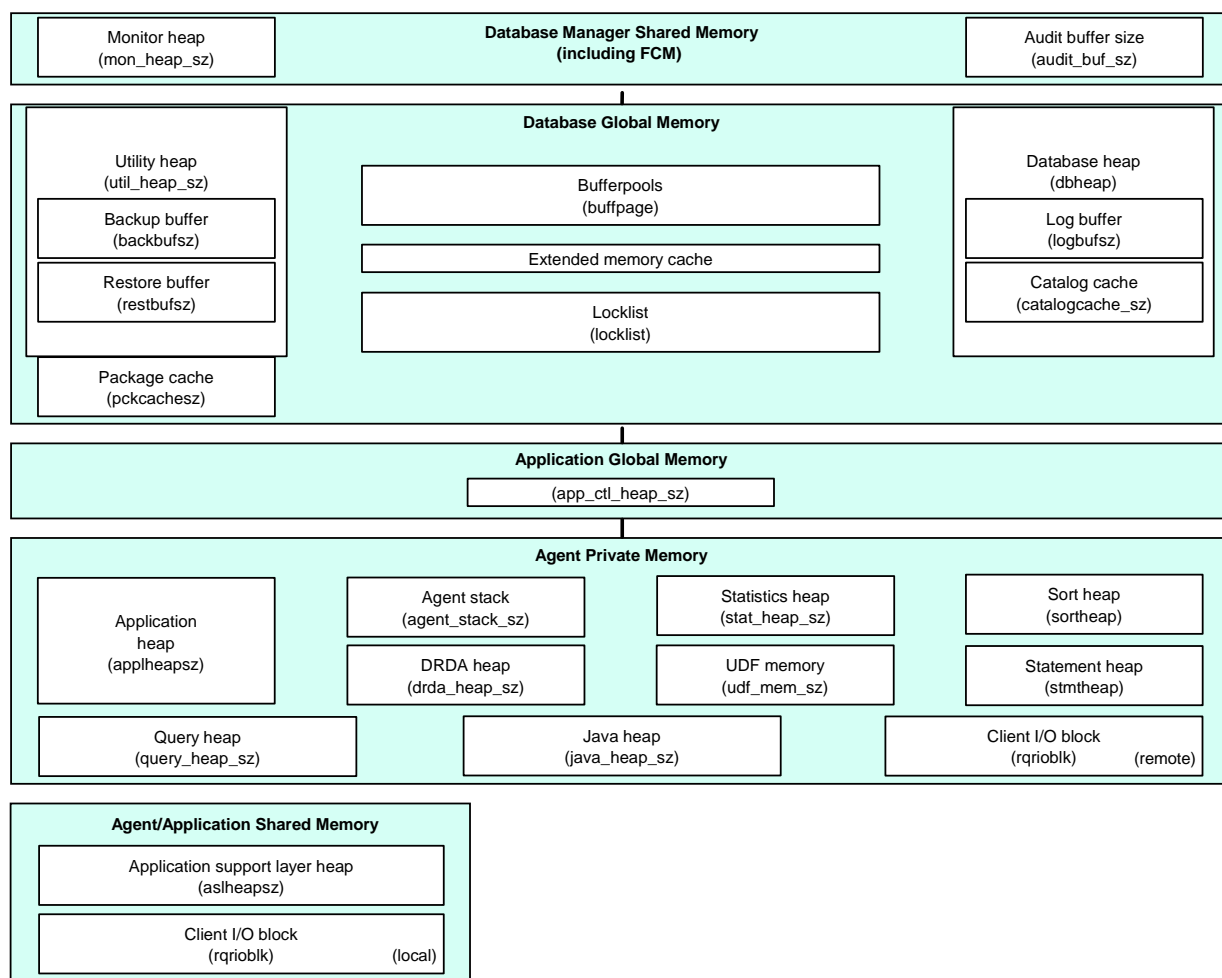 Monitor heap
(mon_heap_sz)
Database Manager Shared Memory
(including FCM)
Audit buffer size
(audit_buf_sz)
Database Global Memory
Utility heap
(util_heap_sz)
Backup buffer
(backbufsz)
Restore buffer
(restbufsz)
Package cache
(pckcachesz)
Bufferpools
(buffpage)
Extended memory cache
Locklist
(locklist)
Database heap
(dbheap)
Log buffer
(logbufsz)
Catalog cache
(catalogcache_sz)
Application Global Memory
(app_ctl_heap_sz)
Agent Private Memory
Application
heap
(applheapsz)
Agent stack
(agent_stack_sz)
Statistics heap
(stat_heap_sz)
Sort heap
(sortheap)
DRDA heap
(drda_heap_sz)
UDF memory
(udf_mem_sz)
Statement heap
(stmtheap)
Query heap
(query_heap_sz)
Java heap
(java_heap_sz)
Client I/O block
(rqrioblk) (remote)
Agent/Application Shared Memory
Application support layer heap
(aslheapsz)
Client I/O block
(rqrioblk) (local)